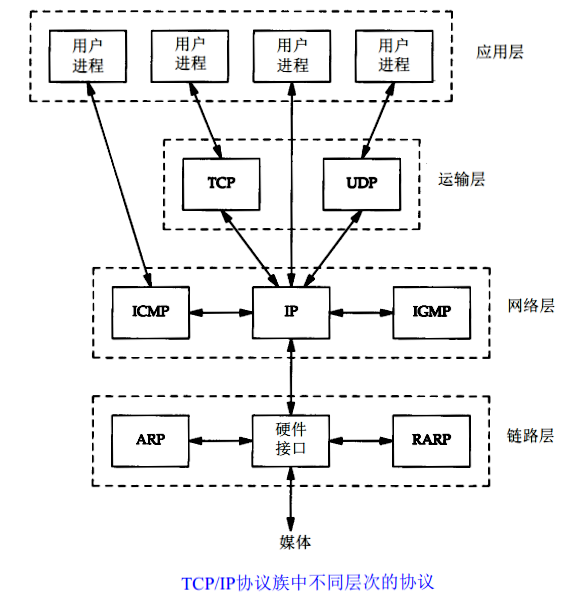 用户
进程
用户
进程
用户
进程
用户
进程
应用层
TCP
UDP
运输层
ICMP
IP
IGMP
网络层
ARP
硬件
接口
RARP
链路层
媒体
TCP/IP协议族中不同层次的协议